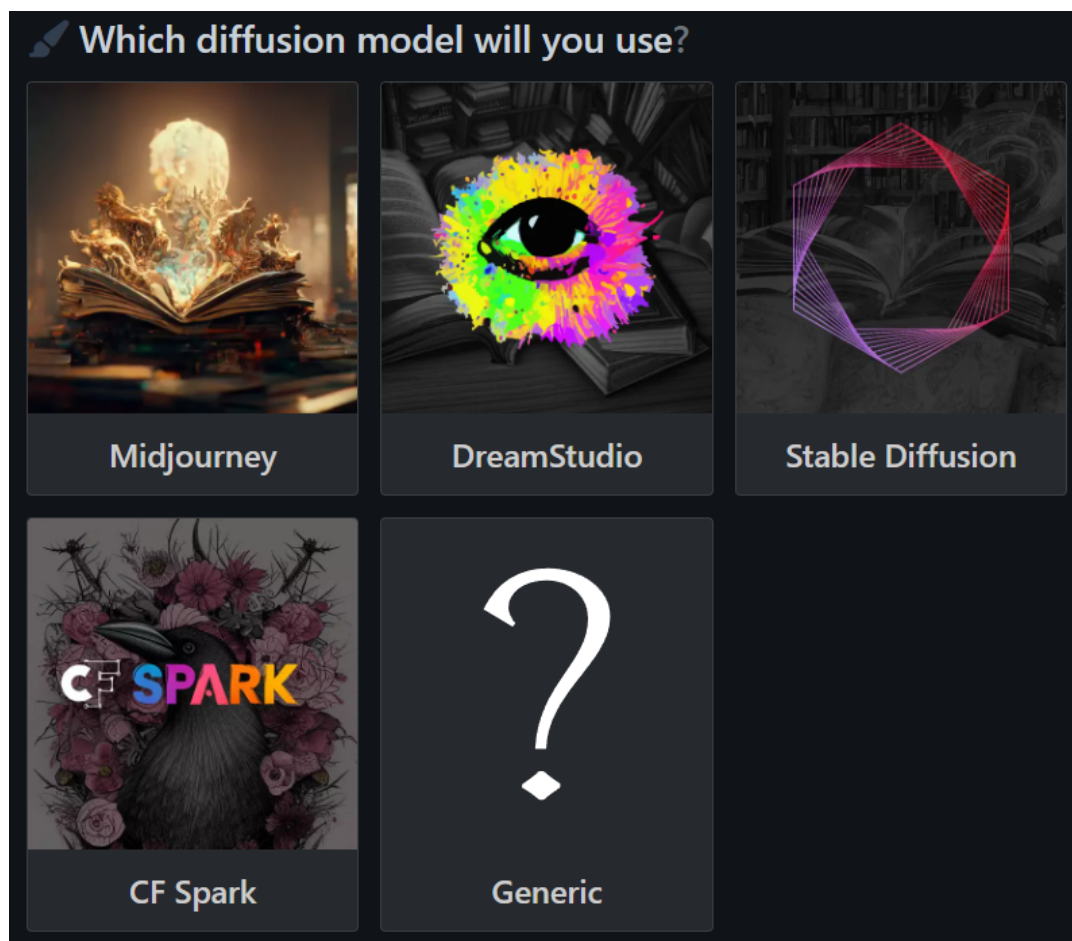 Which diffusion model will you use?
Midjourney
DreamStudio
Stable Diffusion
CF SPARK
CF Spark
?
Generic